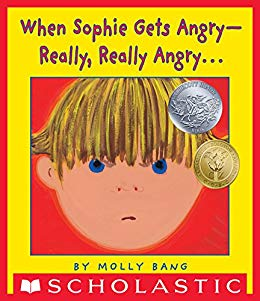 When Sophie Gets Angry—
Really, Really Angry...
BY MOLLY BANG
SCHOLASTIC